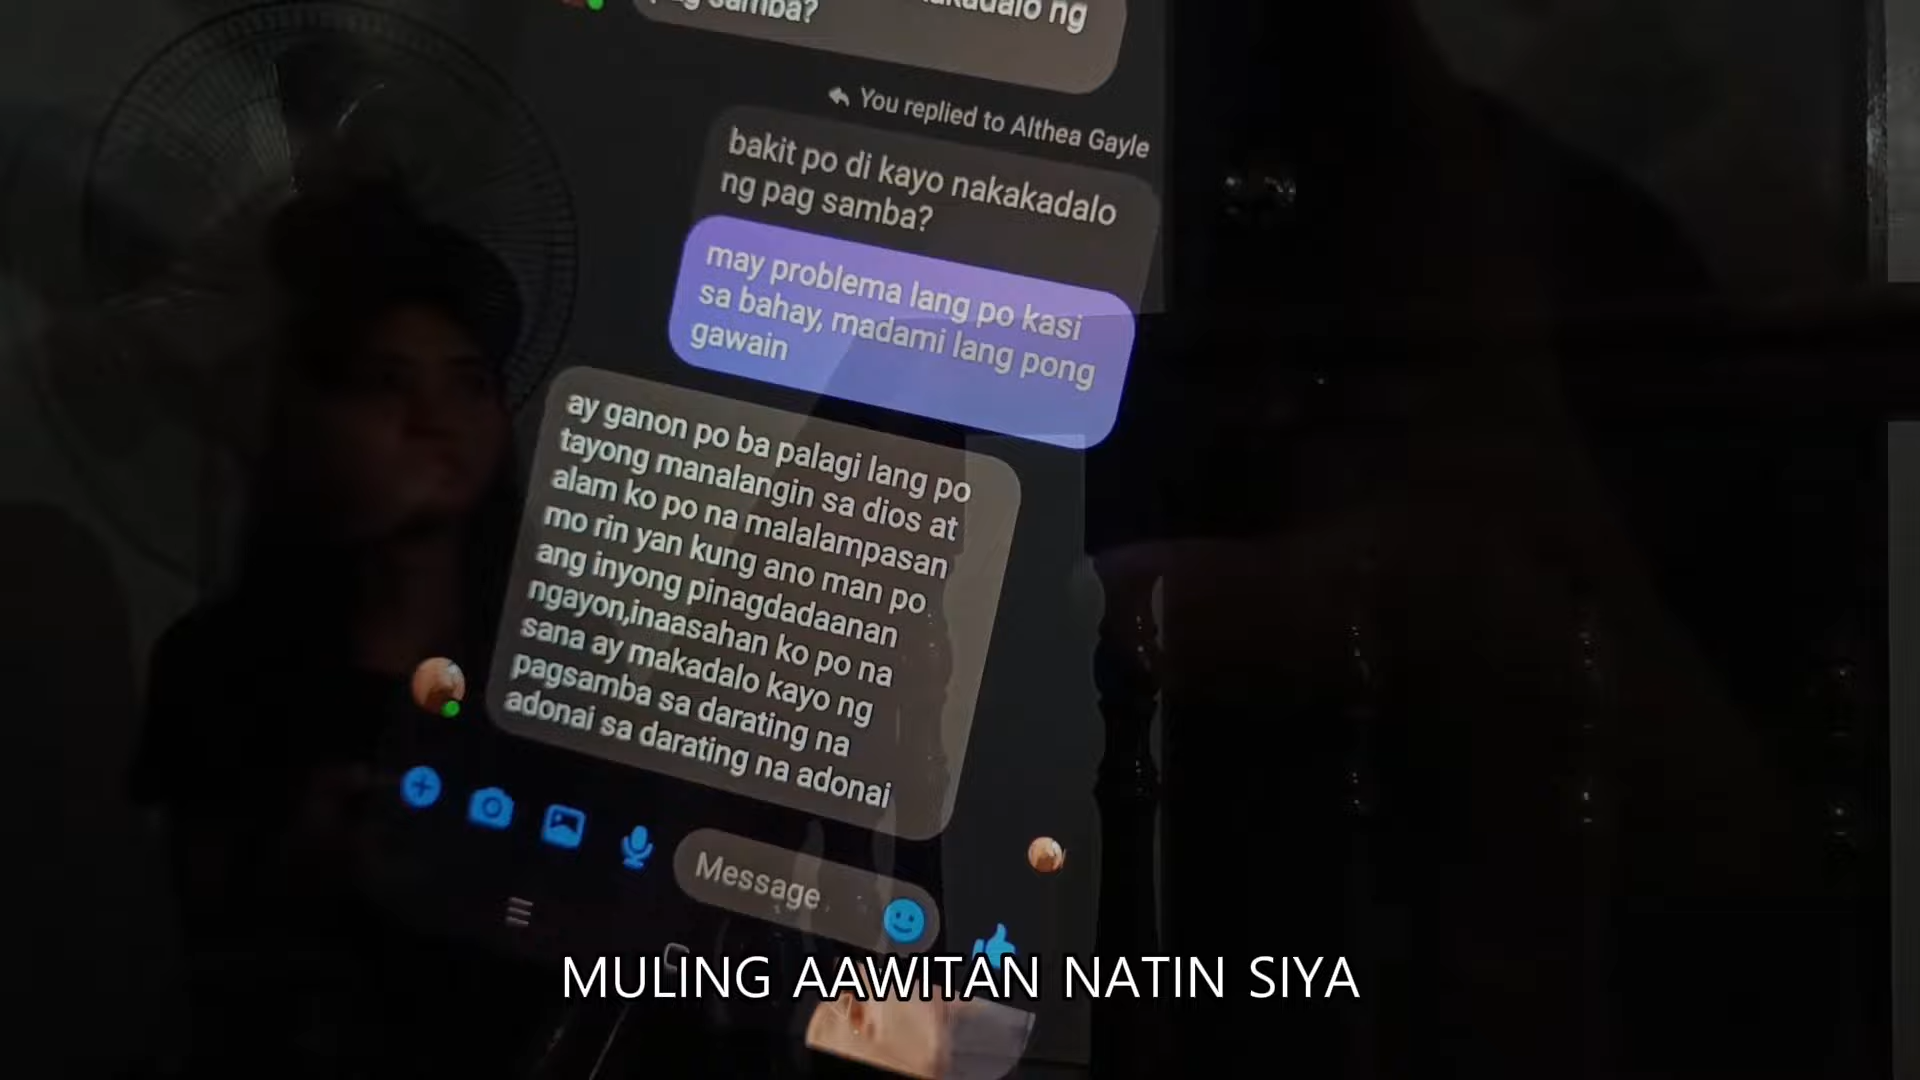 ng
samba?
You replied to Althea Gayle
bakit po di kayo nakakadalo
ng pag samba?
may problema lang po kasi
sa bahay, madami lang pong
gawain
ay ganon po ba palagi lang po
tayong manalangin sa dios at
alam ko po na malalampasan
mo rin yan kung ano man po
ang inyong pinagdadaanan
ngayon,inaasahan ko po na
sana ay makadalo kayo ng
pagsamba sa darating na
adonai sa darating na adonai
Message
MULING AAWITAN NATIN SIYA